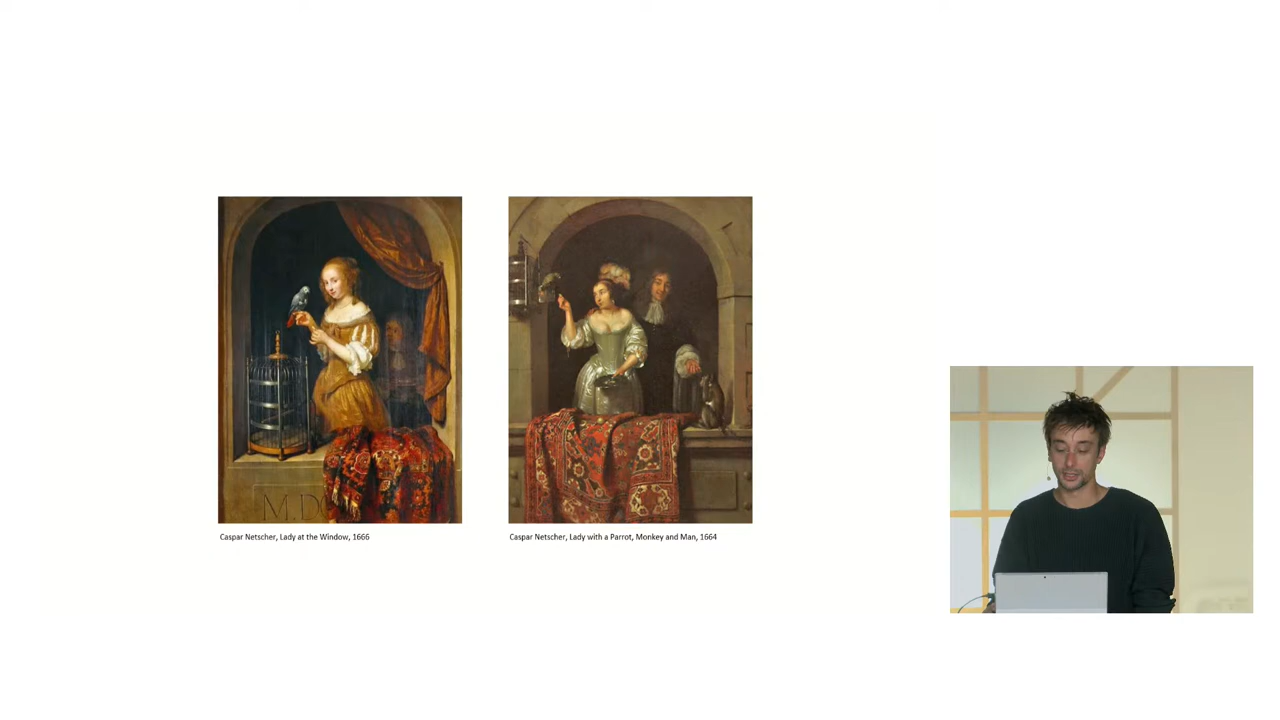 M.D
Caspar Netscher, Lady at the Window, 1666
Caspar Netscher, Lady with a Parrot, Monkey and Man, 1664